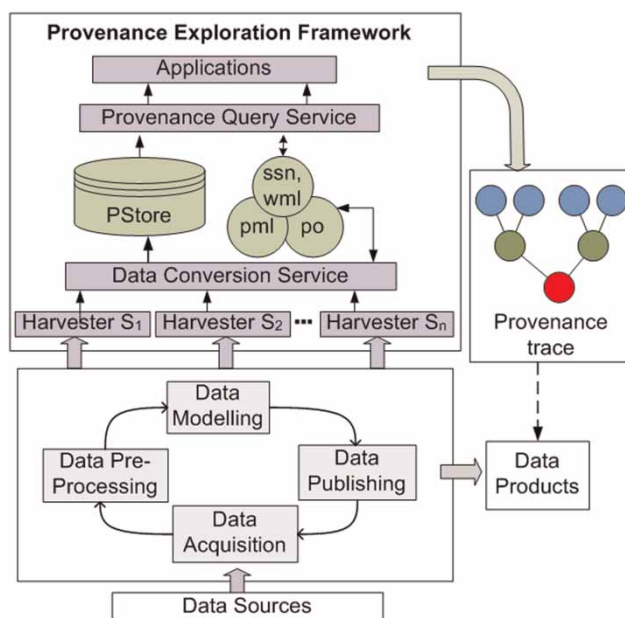 Provenance Exploration Framework
Applications
Provenance Query Service
PStore
ssn,
wml
pml
po
Data Conversion Service
Harvester S1
Harvester S2
...
Harvester Sn
Provenance
trace
Data
Modelling
Data Pre-
Processing
Data
Publishing
Data
Acquisition
Data
Products
Data Sources